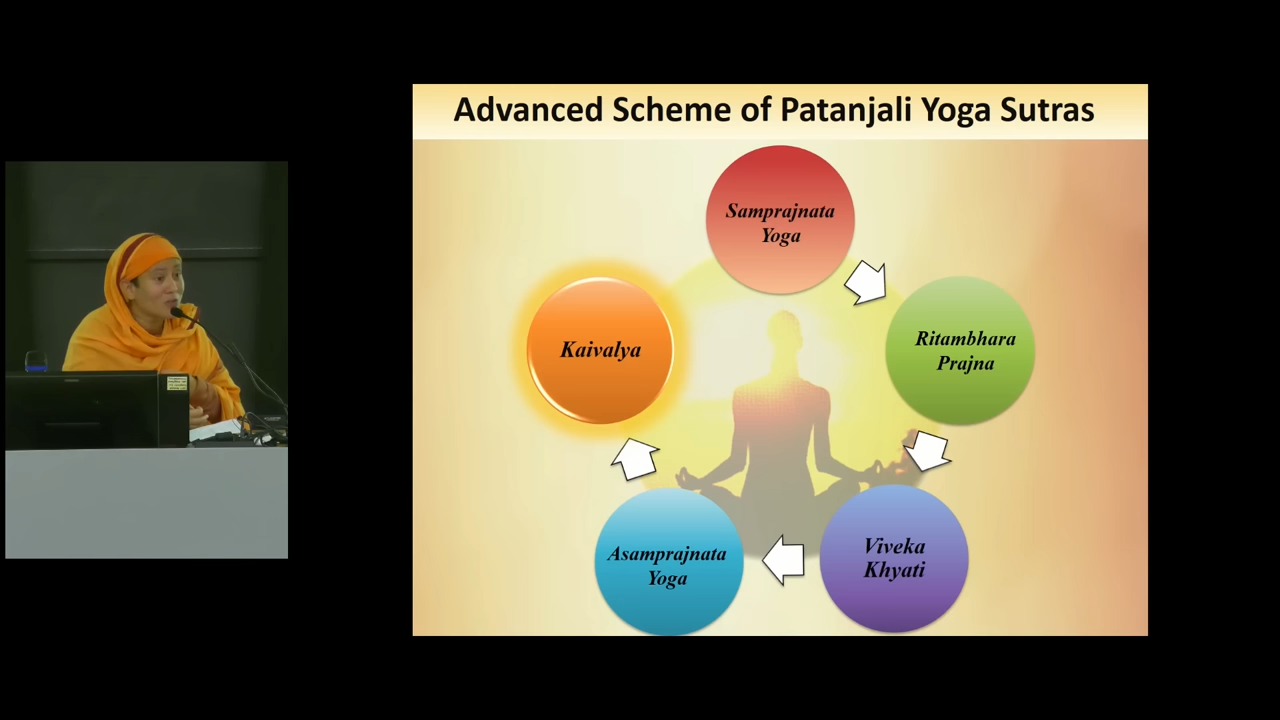 Advanced Scheme of Patanjali Yoga Sutras
Samprajnata
Yoga
Ritambhara
Prajna
Viveka
Khyati
Asamprajnata
Yoga
Kaivalya